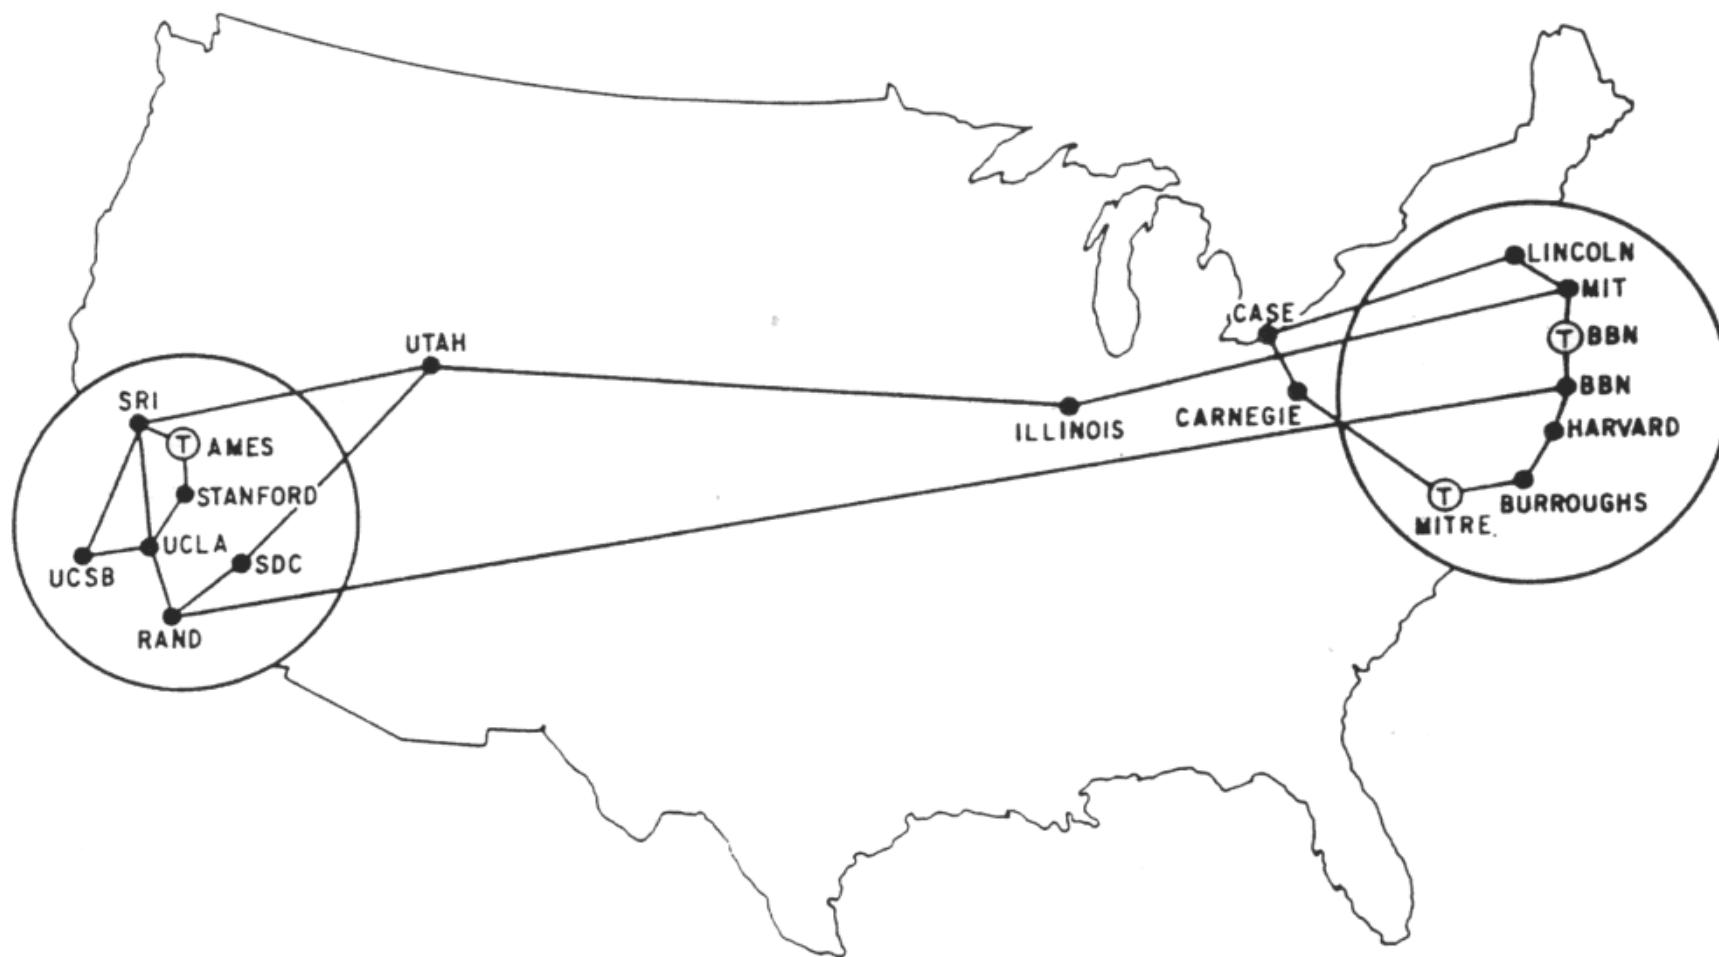 LINCOLN
MIT
CASE
T BBN
UTAH
BBN
SRI
CARNEGIE
ILLINOIS
HARVARD
T AMES
STANFORD
T
BURROUGHS
MITRE
UCLA
SDC
UCSB
RAND